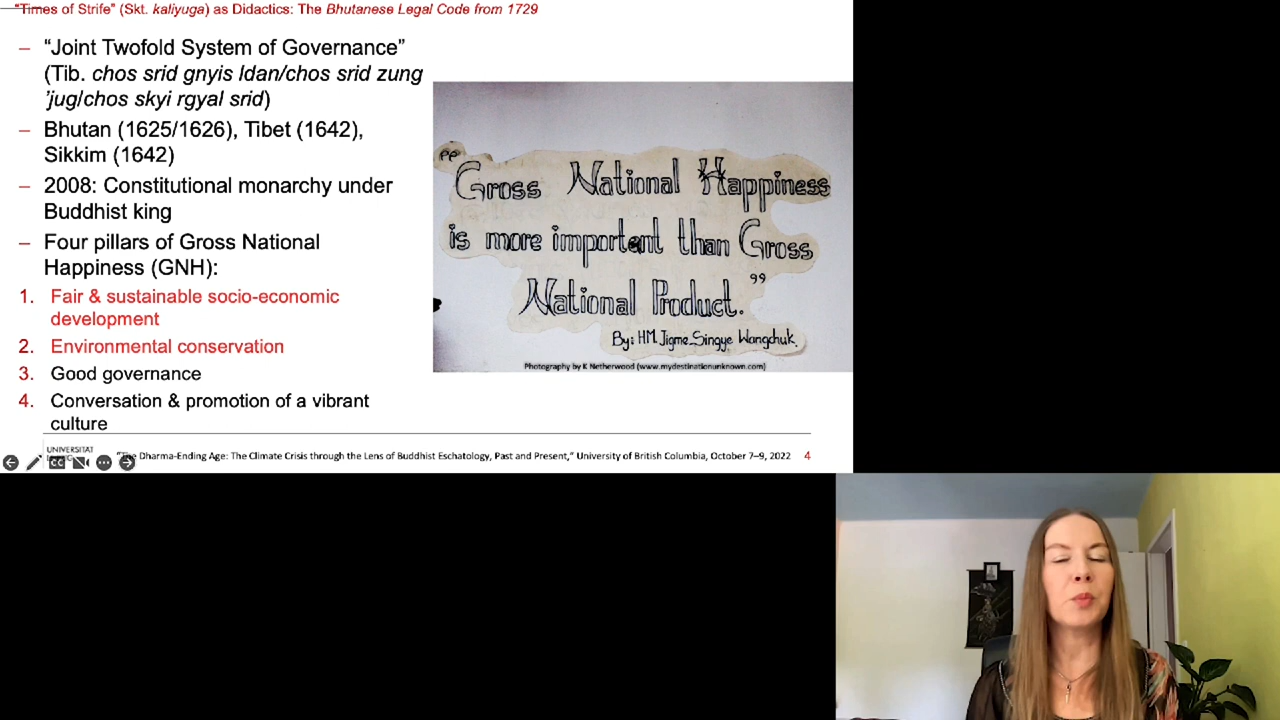 “Times of Strife” (Skt. kaliyuga) as Didactics: The Bhutanese Legal Code from 1729
– “Joint Twofold System of Governance”
(Tib. chos srid gnyis ldan/chos srid zung
’jug/chos skyi rgyal srid)
– Bhutan (1625/1626), Tibet (1642),
Sikkim (1642)
– 2008: Constitutional monarchy under
Buddhist king
– Four pillars of Gross National
Happiness (GNH):
1. Fair & sustainable socio-economic
development
2. Environmental conservation
3. Good governance
4. Conversation & promotion of a vibrant
culture
“Gross National Happiness
is more important than Gross
National Product.”
By: HM Jigme Singye Wangchuk.
Photography by K Netherwood (www.mydestinationunknown.com)
UNIVERSITAT
CC
Dharma-Ending Age: The Climate Crisis through the Lens of Buddhist Eschatology, Past and Present,” University of British Columbia, October 7–9, 2022 4